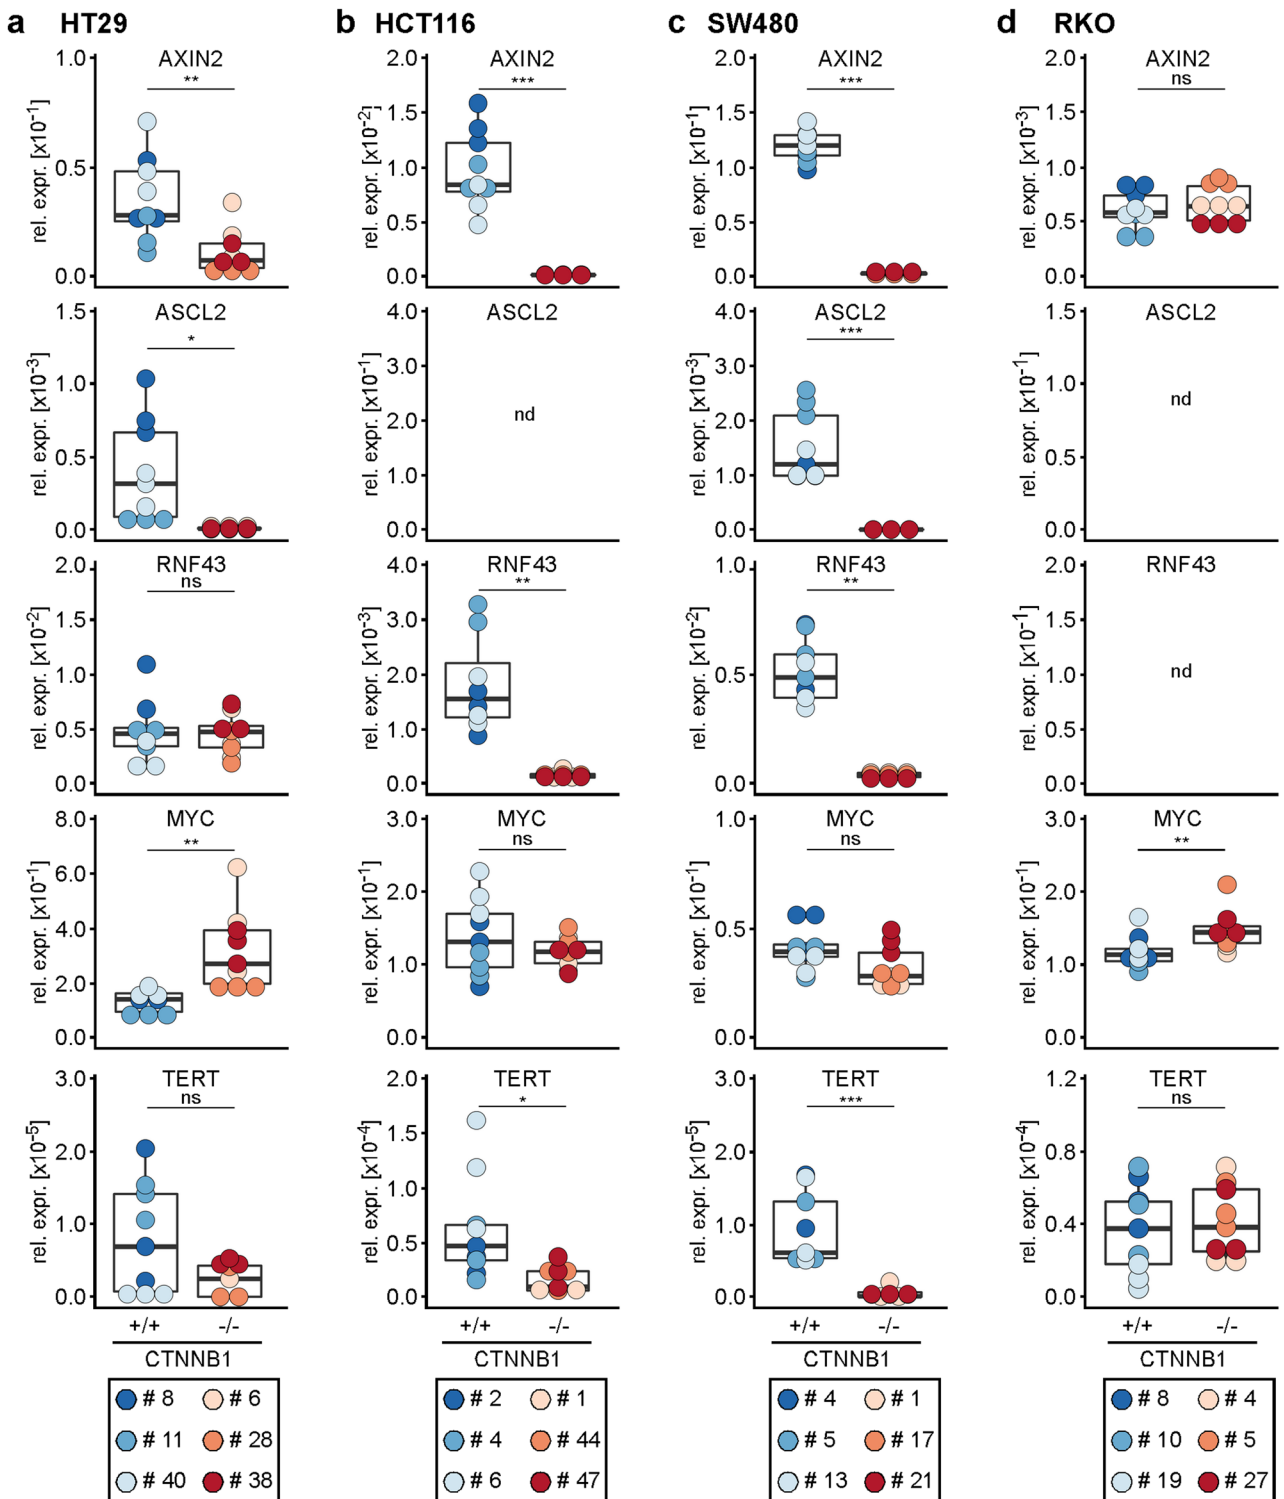 a HT29 b HCT116 c SW480 d RKO
AXIN2 AXIN2 AXIN2 AXIN2
** *** *** ns
rel. expr. [x10-1] rel. expr. [x10-2] rel. expr. [x10-1] rel. expr. [x10-3]
1.0 2.0 2.0 2.0
1.5 1.5 1.5
0.5 1.0 1.0 1.0
0.5 0.5 0.5
0.0 0.0 0.0 0.0
ASCL2 ASCL2 ASCL2 ASCL2
* nd *** nd
rel. expr. [x10-3] rel. expr. [x10-1] rel. expr. [x10-3] rel. expr. [x10-1]
1.5 4.0 4.0 1.5
3.0 3.0
1.0 2.0 2.0 1.0
0.5 1.0 1.0 0.5
0.0 0.0 0.0 0.0
RNF43 RNF43 RNF43 RNF43
ns ** ** nd
rel. expr. [x10-2] rel. expr. [x10-3] rel. expr. [x10-2] rel. expr. [x10-1]
2.0 4.0 1.0 2.0
1.5 3.0 1.5
1.0 2.0 0.5 1.0
0.5 1.0 0.5
0.0 0.0 0.0 0.0
MYC MYC MYC MYC
** ns ns **
rel. expr. [x10-1] rel. expr. [x10-1] rel. expr. [x10-1] rel. expr. [x10-1]
8.0 3.0 1.0 3.0
6.0 2.0 2.0
4.0 0.5
2.0 1.0 1.0
0.0 0.0 0.0 0.0
TERT TERT TERT TERT
ns * *** ns
rel. expr. [x10-5] rel. expr. [x10-4] rel. expr. [x10-5] rel. expr. [x10-4]
3.0 2.0 3.0 1.2
2.0 1.5 2.0 0.8
1.0 1.0 1.0 0.4
0.5
0.0 0.0 0.0 0.0
+/+ -/- +/+ -/- +/+ -/- +/+ -/-
CTNNB1 CTNNB1 CTNNB1 CTNNB1
# 8 # 6 # 2 # 1 # 4 # 1 # 8 # 4
# 11 # 28 # 4 # 44 # 5 # 17 # 10 # 5
# 40 # 38 # 6 # 47 # 13 # 21 # 19 # 27